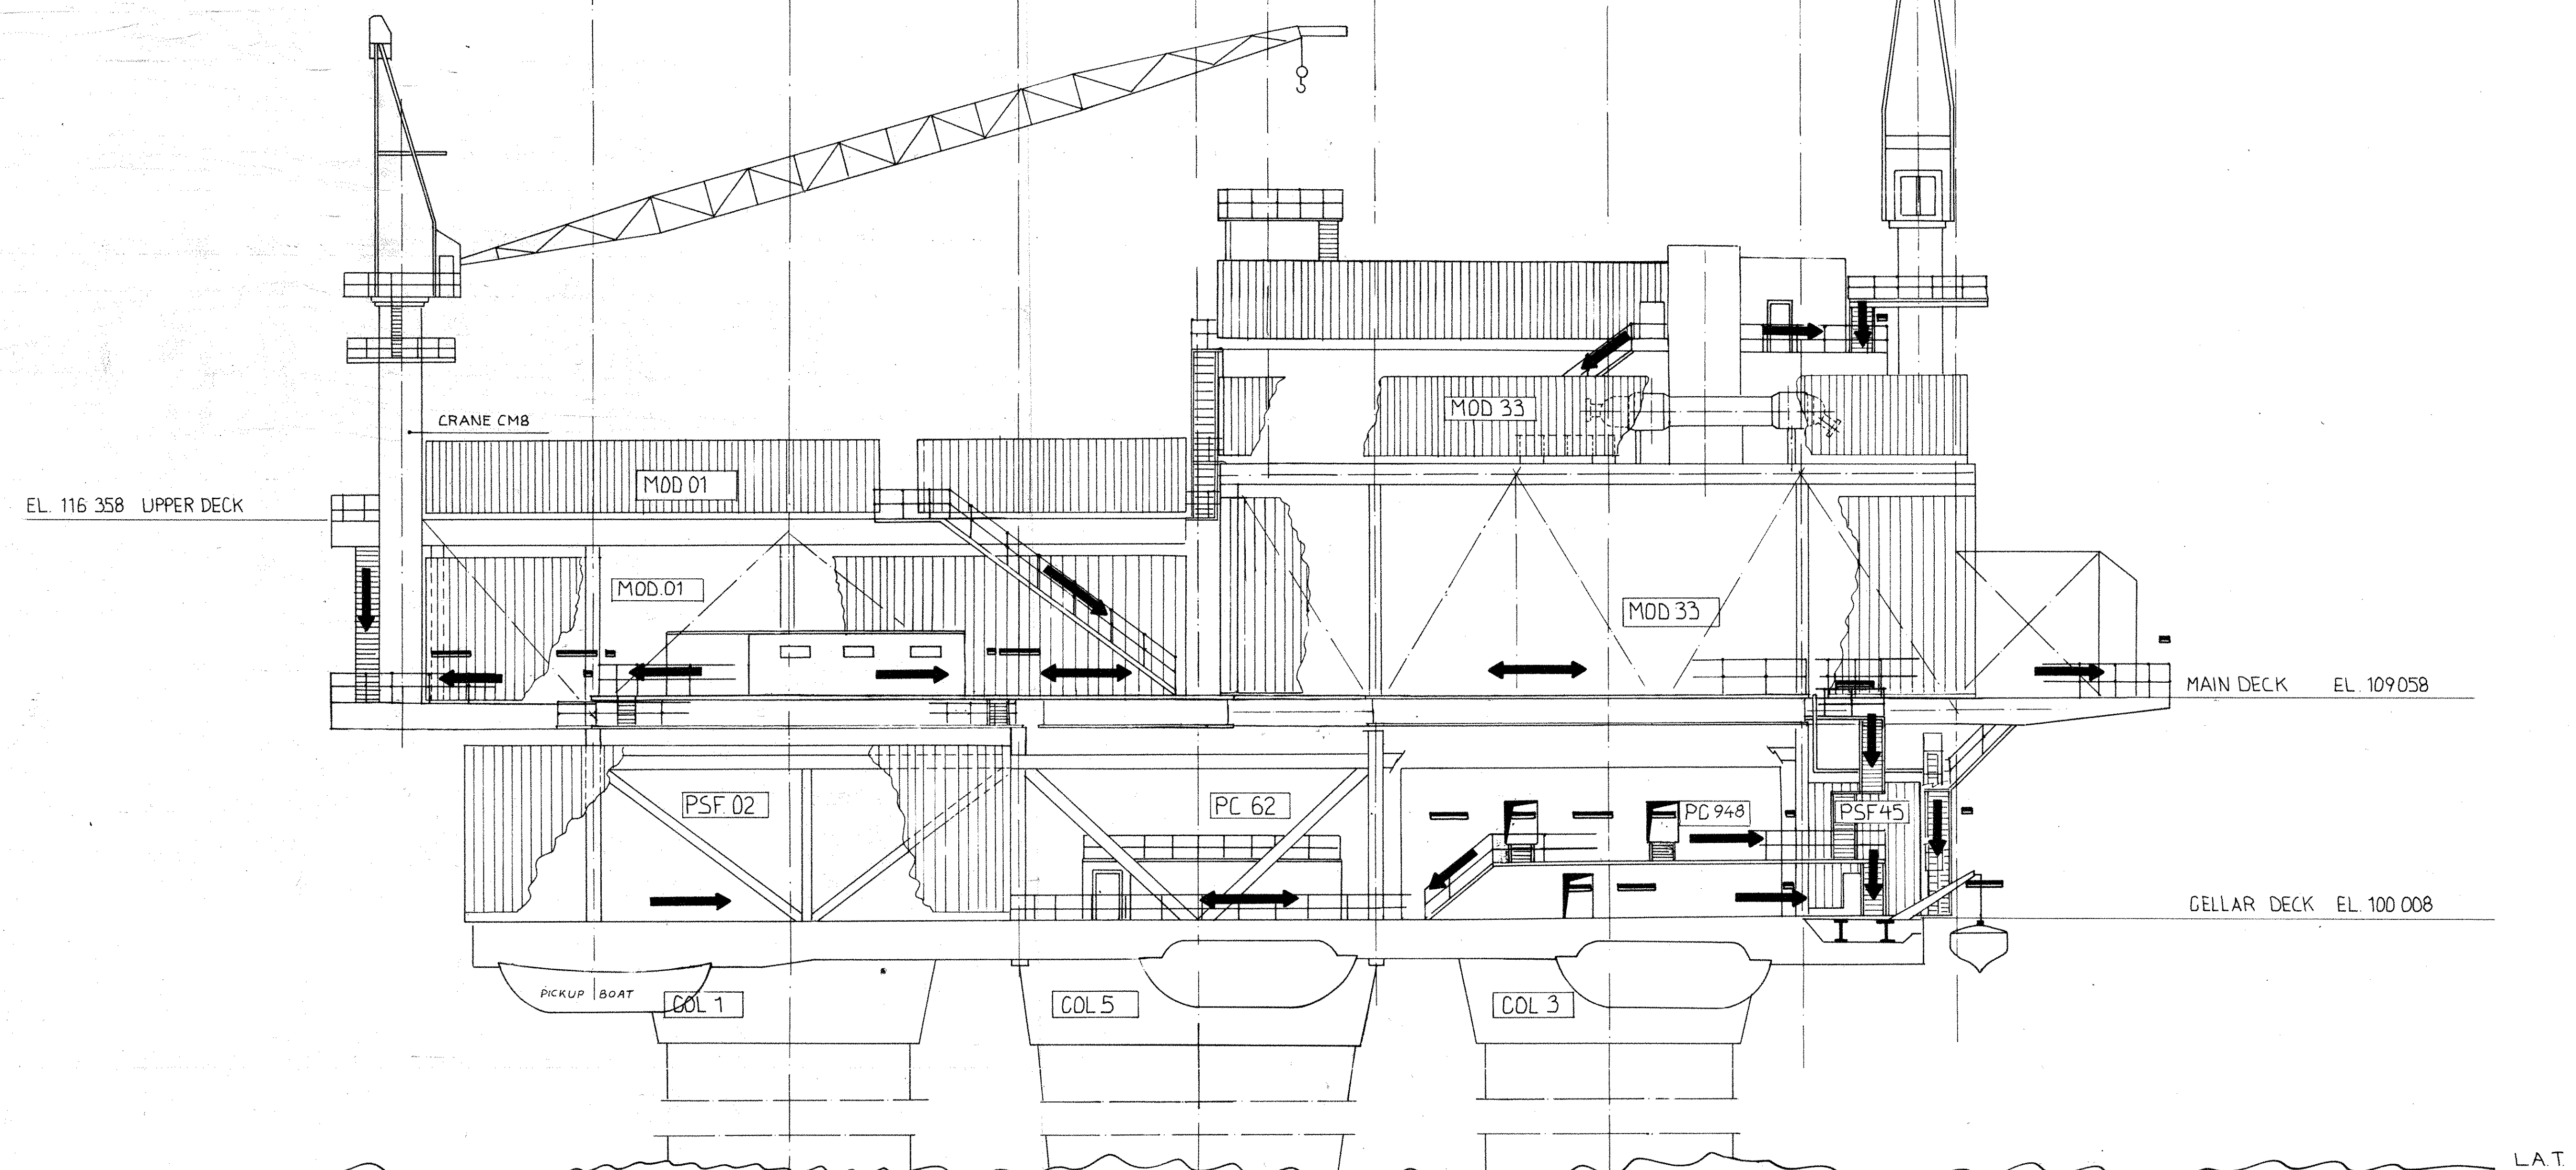 CRANE CM8
MOD 33
MOD 01
EL. 116 358 UPPER DECK
MOD.01
MOD 33
MAIN DECK EL. 109058
PSF. 02
PC 62
PC 948
PSF 45
CELLAR DECK EL. 100 008
PICKUP BOAT
COL 1
COL 5
COL 3
L.A.T.